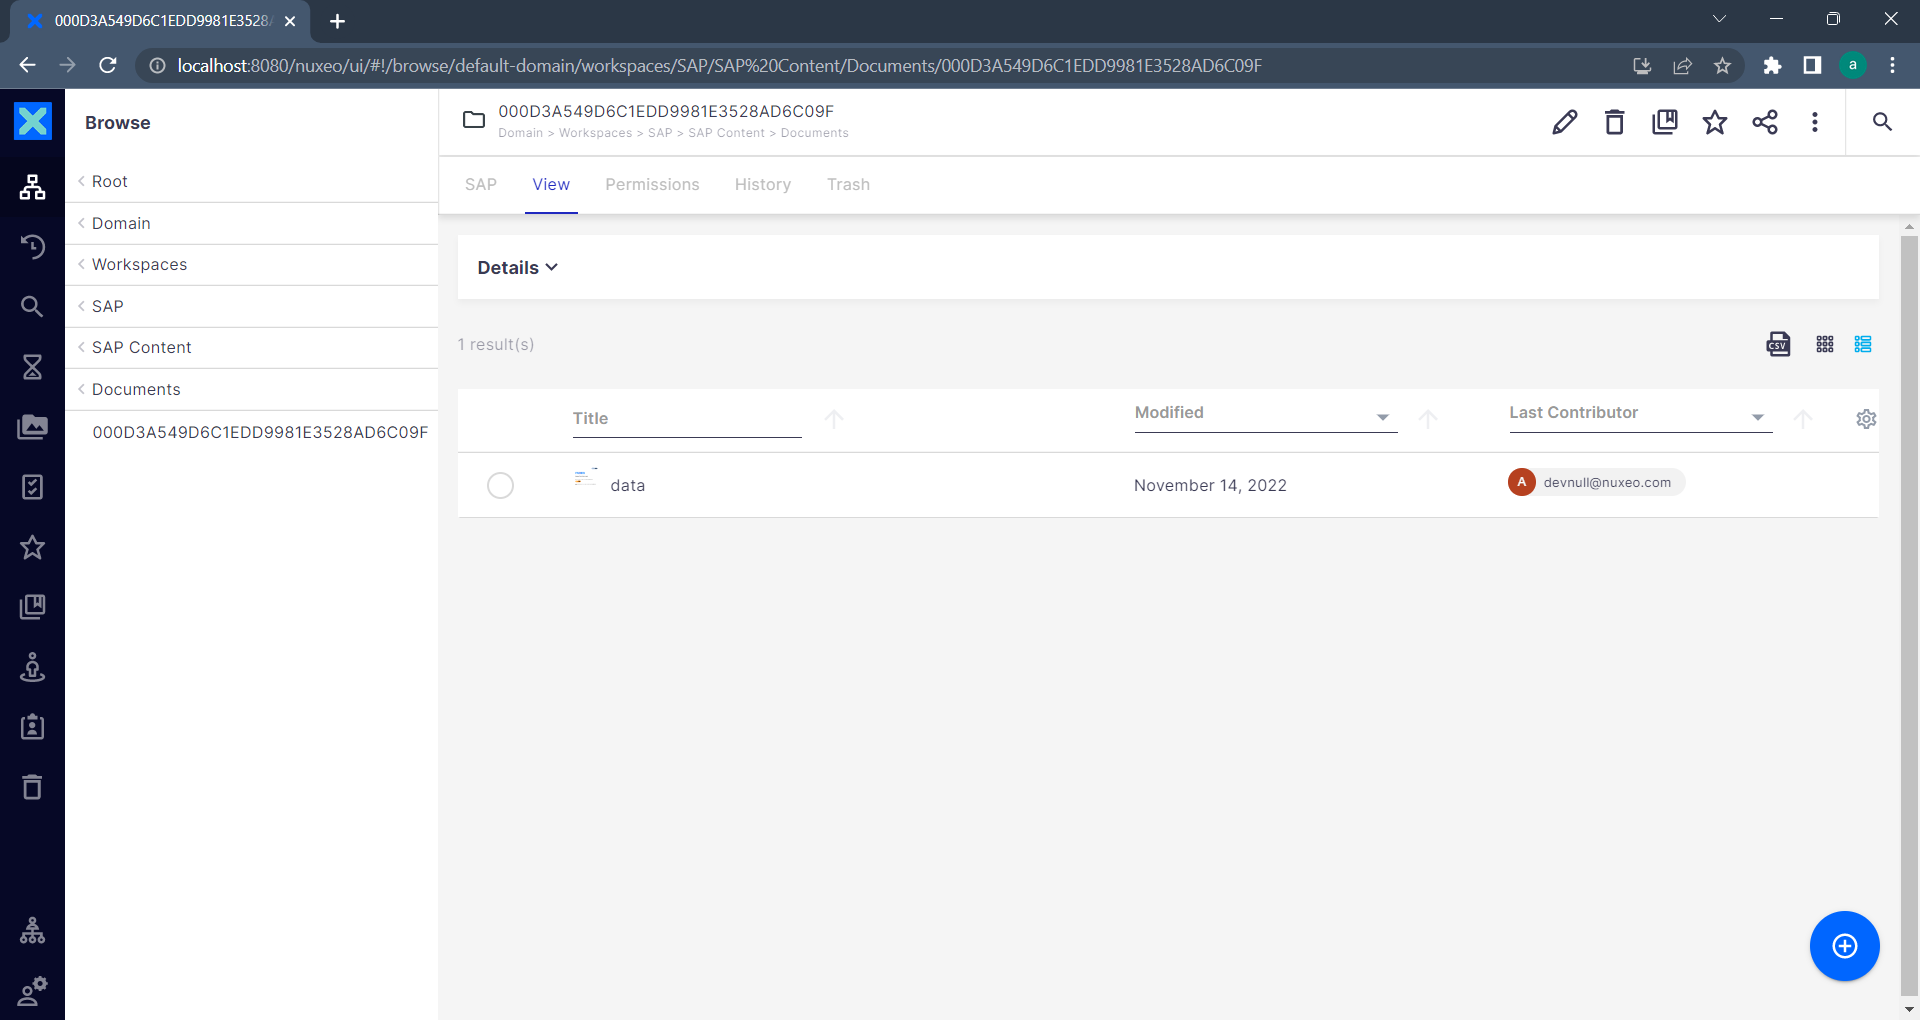 000D3A549D6C1EDD9981E3528
localhost:8080/nuxeo/ui/#!/browse/default-domain/workspaces/SAP/SAP%20Content/Documents/000D3A549D6C1EDD9981E3528AD6C09F
a
Browse
Root
Domain
Workspaces
SAP
SAP Content
Documents
000D3A549D6C1EDD9981E3528AD6C09F
000D3A549D6C1EDD9981E3528AD6C09F
Domain > Workspaces > SAP > SAP Content > Documents
SAP View Permissions History Trash
Details
1 result(s)
CSV
Title Modified Last Contributor
data November 14, 2022 A devnull@nuxeo.com